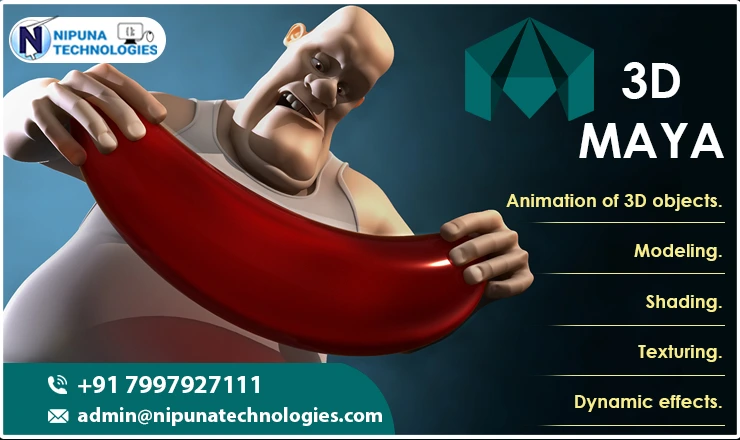 NIPUNA
TECHNOLOGIES
3D
MAYA
Animation of 3D objects.
Modeling.
Shading.
Texturing.
Dynamic effects.
+91 7997927111
admin@nipunatechnologies.com